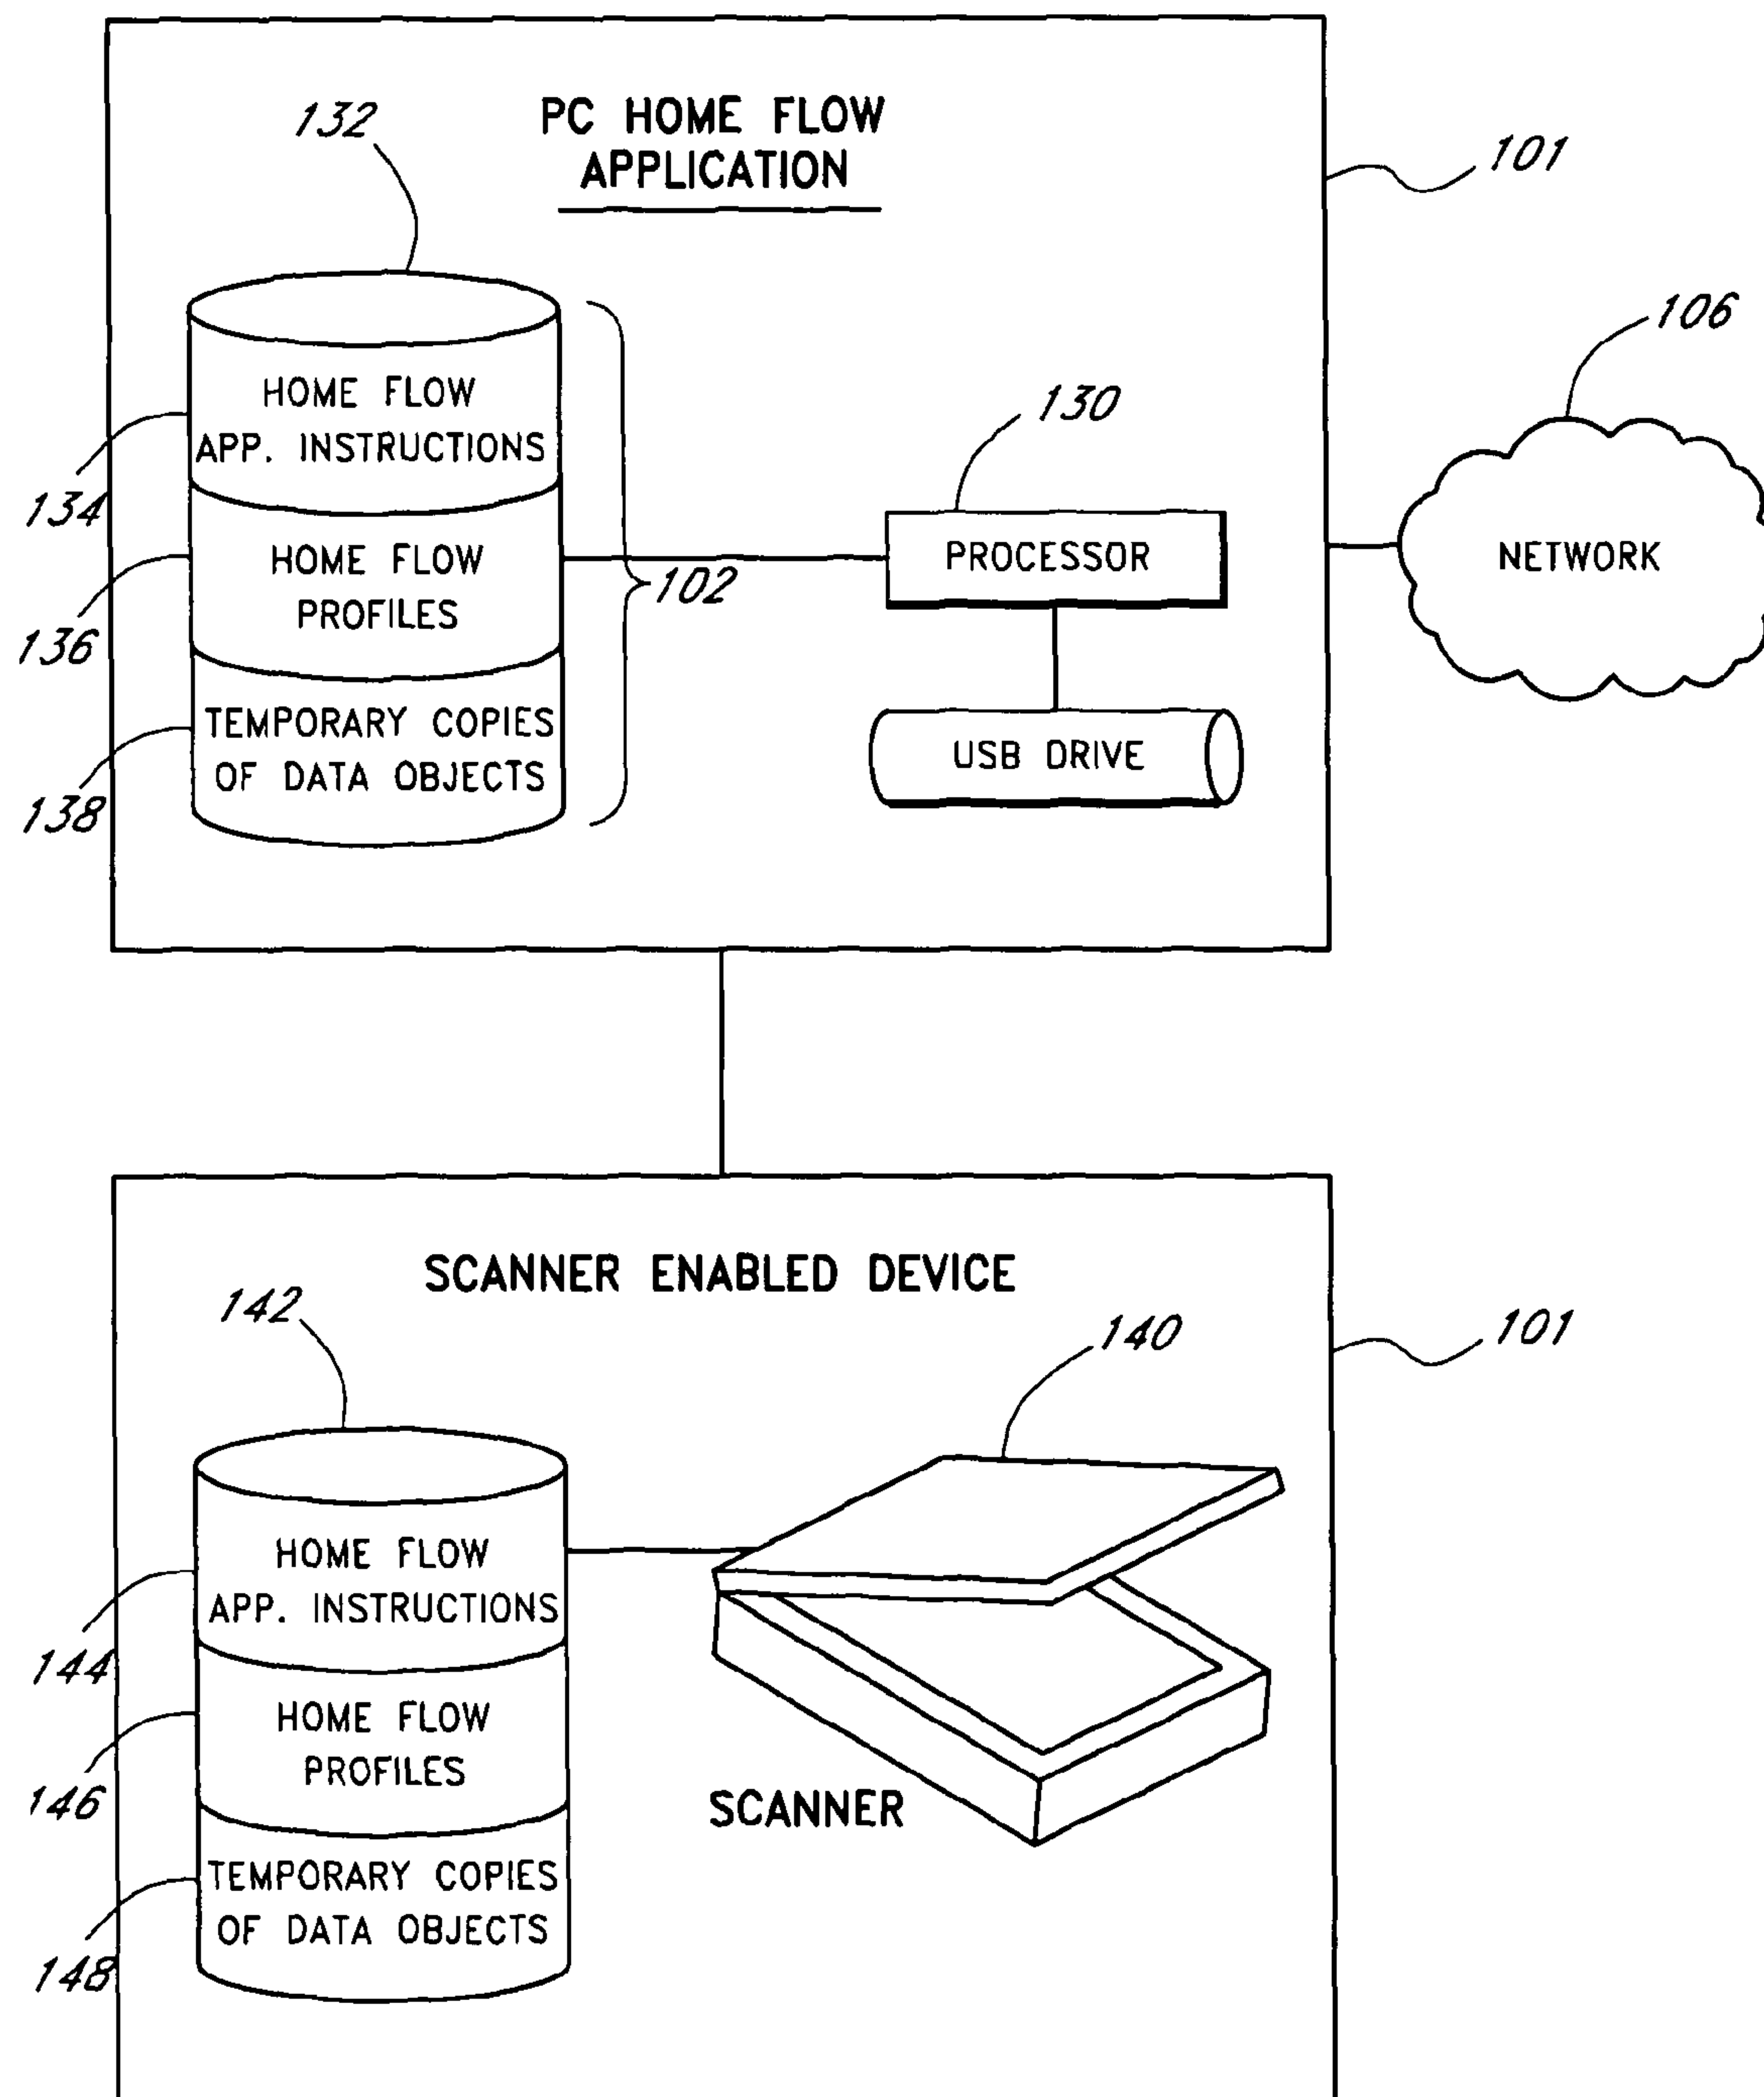 132
PC HOME FLOW
APPLICATION
101
106
HOME FLOW
APP. INSTRUCTIONS
130
134
HOME FLOW
PROFILES
102
PROCESSOR
NETWORK
136
TEMPORARY COPIES
OF DATA OBJECTS
USB DRIVE
138
SCANNER ENABLED DEVICE
142
140
101
HOME FLOW
APP. INSTRUCTIONS
144
HOME FLOW
PROFILES
146
SCANNER
TEMPORARY COPIES
OF DATA OBJECTS
148